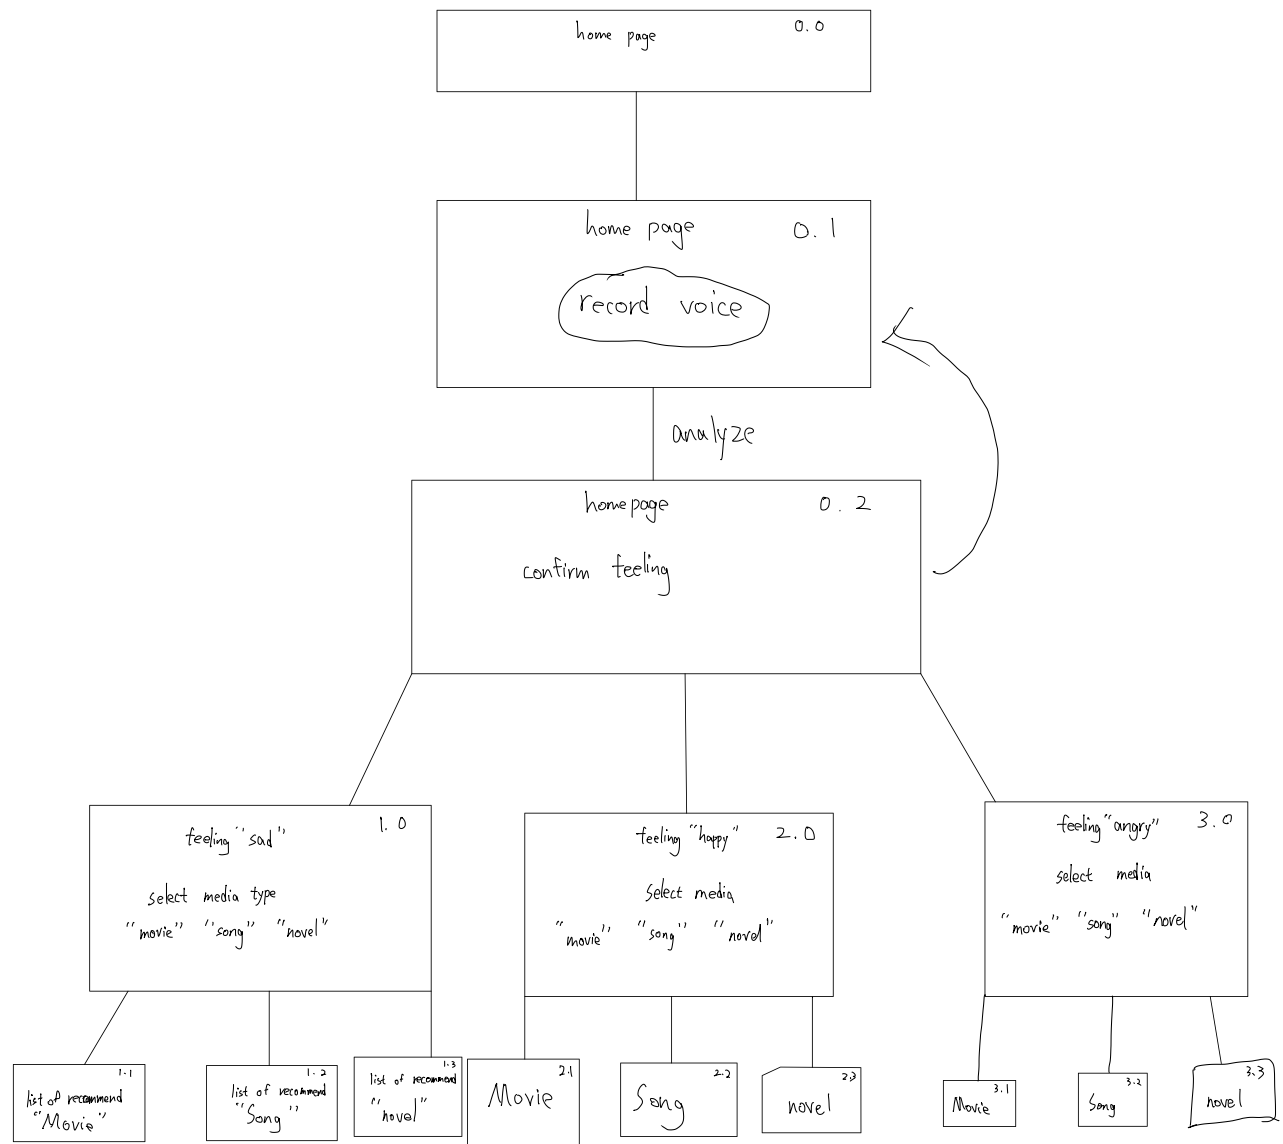 home page 0.0
home page 0.1
record voice
analyze
homepage 0.2
confirm feeling
feeling "sad" 1.0
select media type
"movie" "song" "novel"
feeling "happy" 2.0
select media
"movie" "song" "novel"
feeling "angry" 3.0
select media
"movie" "song" "novel"
1.1
list of recommend
"Movie"
1.2
list of recommend
"Song"
1.3
list of recommend
"novel"
2.1
Movie
2.2
Song
2.3
novel
3.1
Movie
3.2
Song
3.3
novel